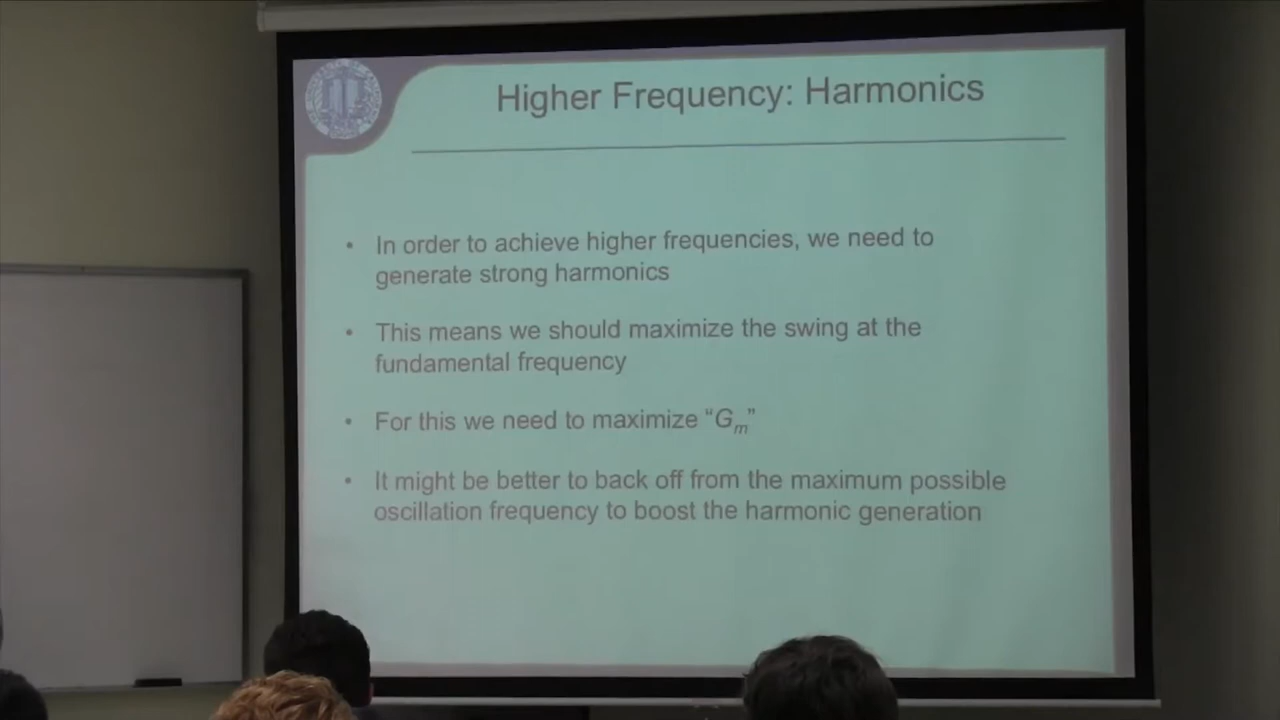 Higher Frequency: Harmonics
• In order to achieve higher frequencies, we need to
generate strong harmonics
• This means we should maximize the swing at the
fundamental frequency
• For this we need to maximize “Gm”
• It might be better to back off from the maximum possible
oscillation frequency to boost the harmonic generation